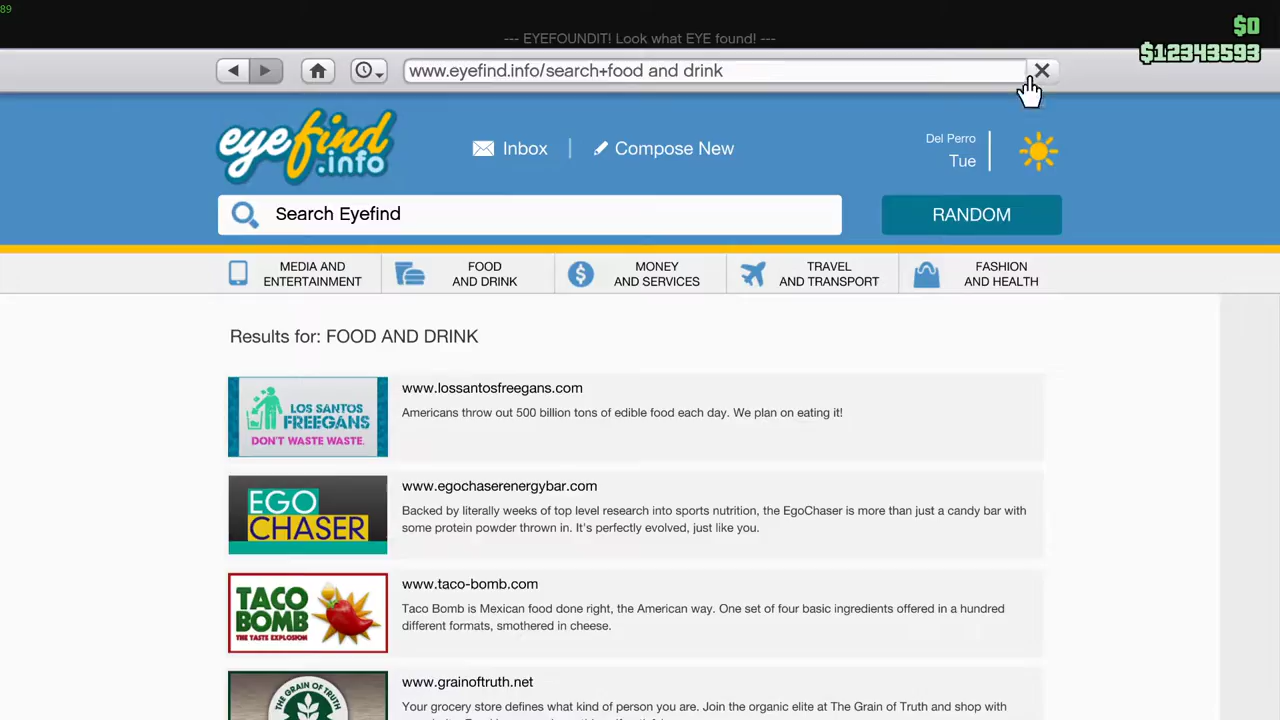 89
$0
--- EYEFOUNDIT! Look what EYE found! ---
$12343593
www.eyefind.info/search+food and drink
eyefind
.info
Inbox
Compose New
Del Perro
Tue
Search Eyefind
RANDOM
MEDIA AND
ENTERTAINMENT
FOOD
AND DRINK
MONEY
AND SERVICES
TRAVEL
AND TRANSPORT
FASHION
AND HEALTH
Results for: FOOD AND DRINK
LOS SANTOS
FREEGANS
DON'T WASTE WASTE.
www.lossantosfreegans.com
Americans throw out 500 billion tons of edible food each day. We plan on eating it!
EGO
CHASER
www.egochaserenergybar.com
Backed by literally weeks of top level research into sports nutrition, the EgoChaser is more than just a candy bar with
some protein powder thrown in. It's perfectly evolved, just like you.
TACO
BOMB
THE TASTE EXPLOSION
www.taco-bomb.com
Taco Bomb is Mexican food done right, the American way. One set of four basic ingredients offered in a hundred
different formats, smothered in cheese.
THE GRAIN OF TRUTH
www.grainoftruth.net
Your grocery store defines what kind of person you are. Join the organic elite at The Grain of Truth and shop with